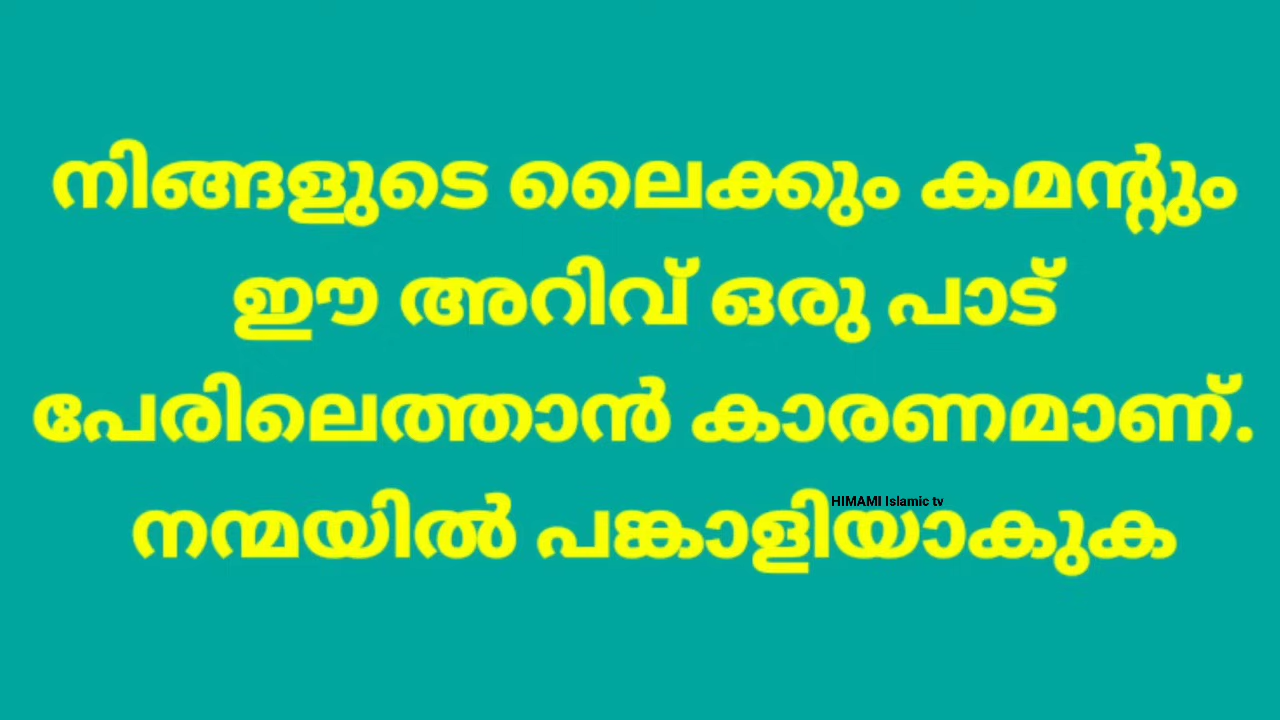 നിങ്ങളുടെ ലൈക്കും കമന്റും
ഈ അറിവ് ഒരു പാട്
പേരിലെത്താൻ കാരണമാണ്.
HIMAMI Islamic tv
നന്മയിൽ പങ്കാളിയാകുക